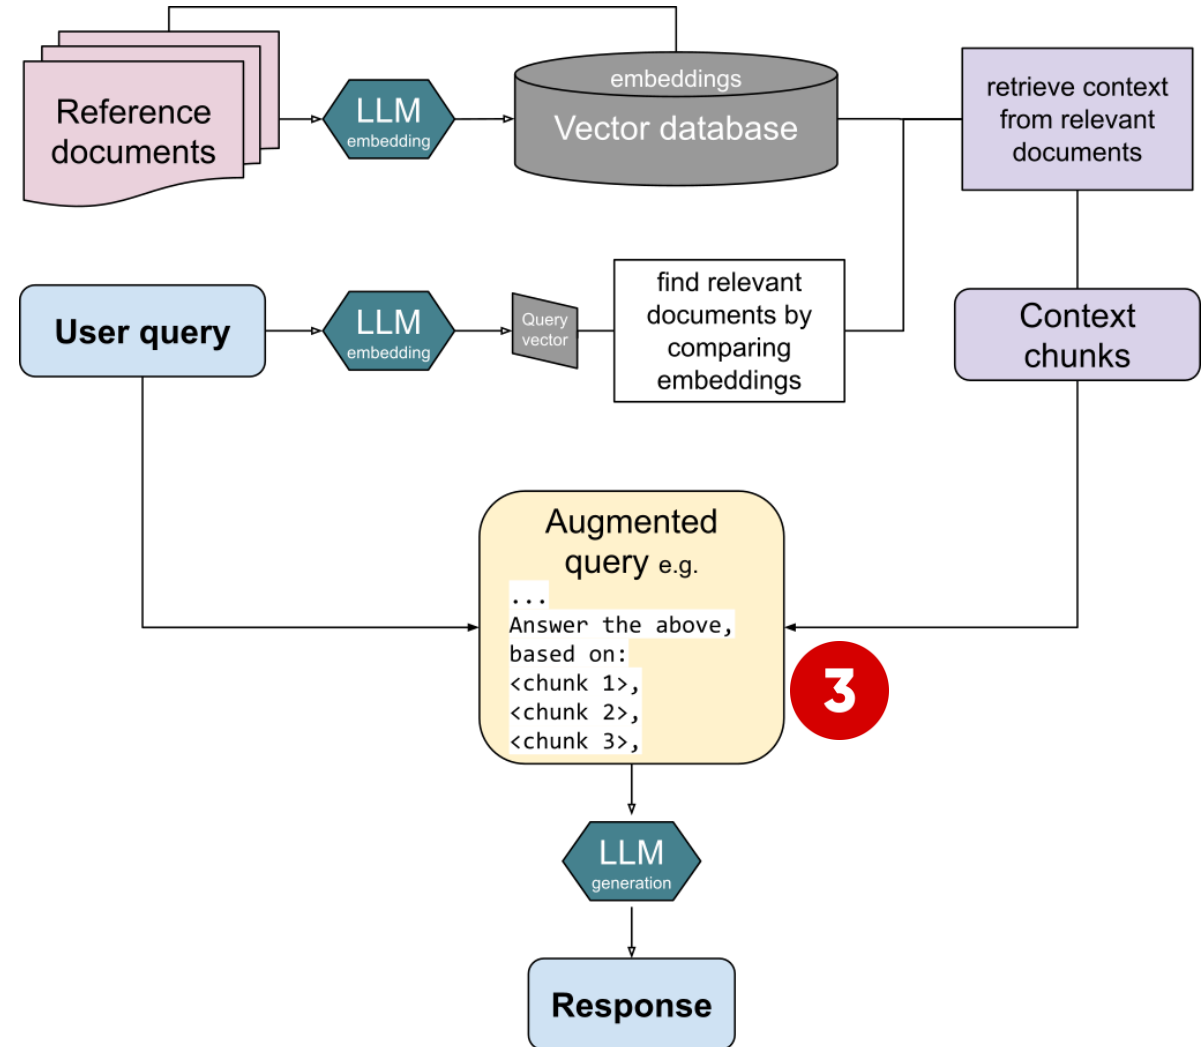 Reference
documents
LLM
embedding
embeddings
Vector database
retrieve context
from relevant
documents
User query
LLM
embedding
Query
vector
find relevant
documents by
comparing
embeddings
Context
chunks
Augmented
query e.g.
...
Answer the above,
based on:
<chunk 1>,
<chunk 2>,
<chunk 3>,
3
LLM
generation
Response